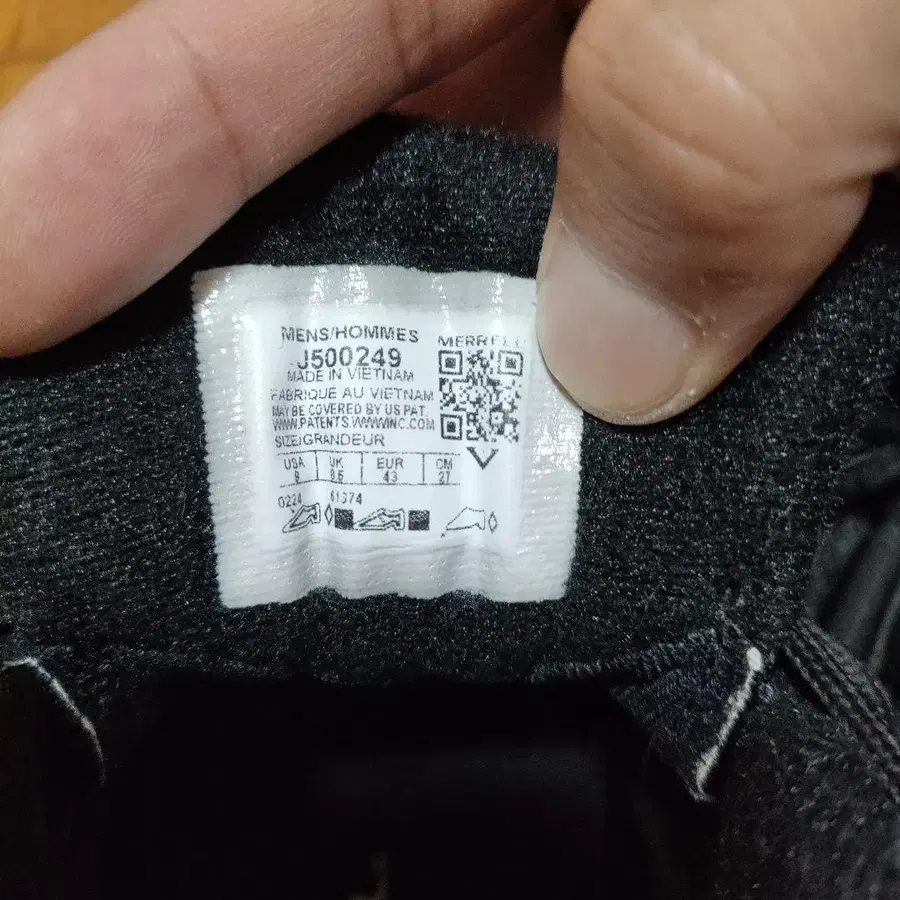 MENS/HOMMES
J500249
MADE IN VIETNAM
FABRIQUE AU VIETNAM
MAY BE COVERED BY US PAT.
WWW.PATENTS.WWWINC.COM
SIZE/GRANDEUR
USA UK EUR CM
9 8.5 43 27
0224 61374
MERRELL